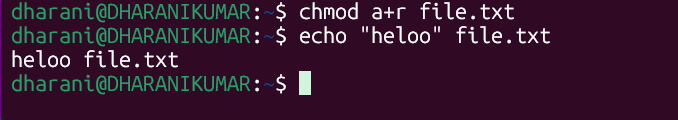 dharani@DHARANIKUMAR:~$ chmod a+r file.txt
dharani@DHARANIKUMAR:~$ echo "heloo" file.txt
heloo file.txt
dharani@DHARANIKUMAR:~$